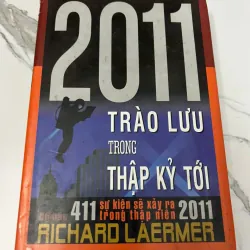 2011
TRÀO LƯU
TRONG
THẬP KỶ TỚI
411 sự kiện sẽ xảy ra
trong thập niên 2011
RICHARD LAERMER